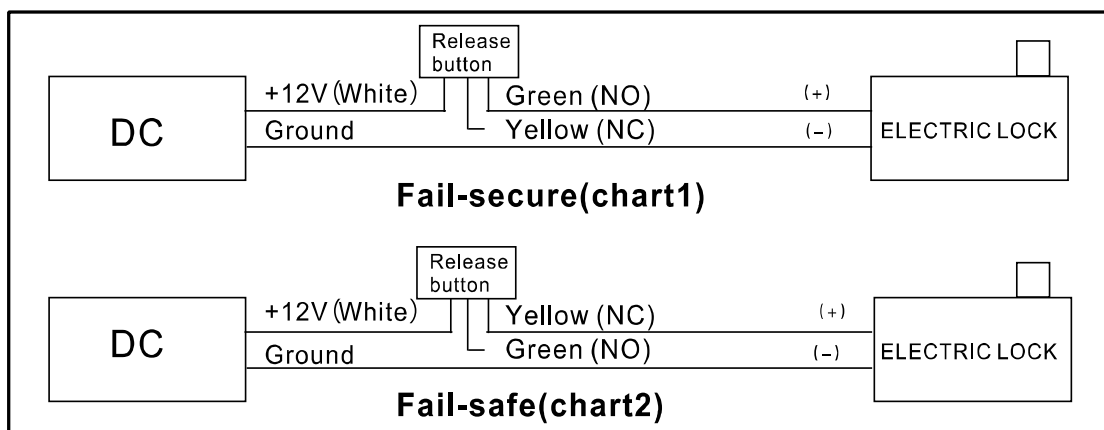 Release
button
+12V (White)
Green (NO)
(+)
DC
Ground
Yellow (NC)
(-)
ELECTRIC LOCK
Fail-secure(chart1)
Release
button
+12V (White)
Yellow (NC)
(+)
DC
Ground
Green (NO)
(-)
ELECTRIC LOCK
Fail-safe(chart2)